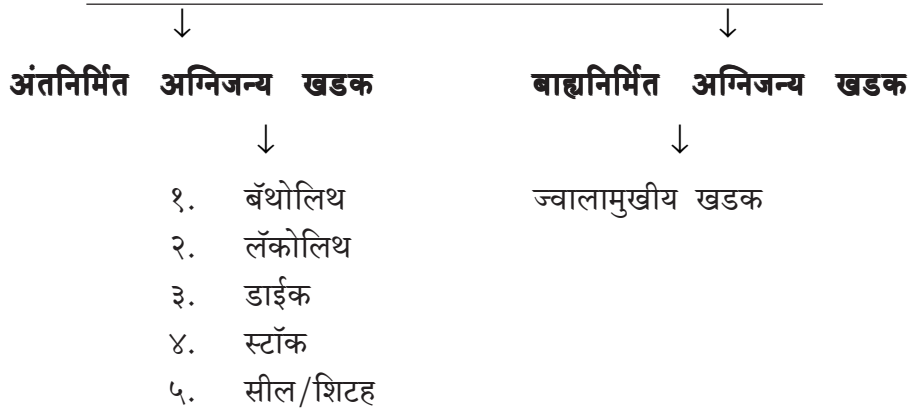 ↓ ↓
अंतनिर्मित अग्निजन्य खडक बाह्यनिर्मित अग्निजन्य खडक
↓ ↓
१. बॅथोलिथ ज्वालामुखीय खडक
२. लॅकोलिथ
३. डाईक
४. स्टॉक
५. सील/शिटह